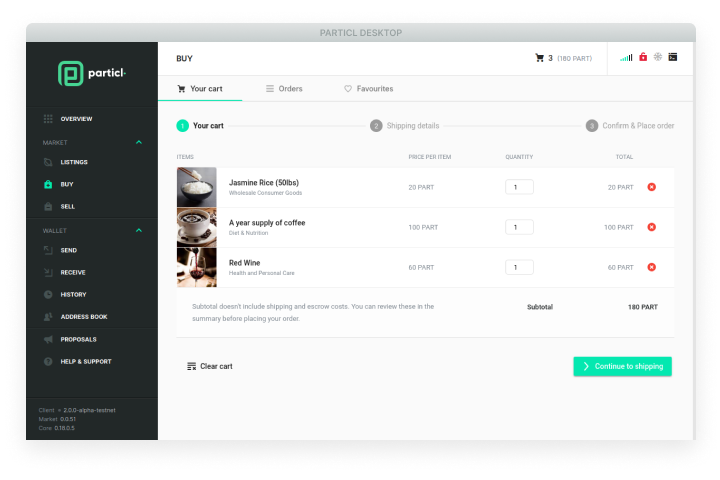 PARTICL DESKTOP
particl
BUY
3 (180 PART)
Your cart
Orders
Favourites
OVERVIEW
MARKET
LISTINGS
BUY
SELL
WALLET
SEND
RECEIVE
HISTORY
ADDRESS BOOK
PROPOSALS
HELP & SUPPORT
Client 2.0.0-alpha-testnet
Market 0.0.51
Core 0.16.0.5
1 Your cart
2 Shipping details
3 Confirm & Place order
ITEMS PRICE PER ITEM QUANTITY TOTAL
Jasmine Rice (50lbs)
Wholesale Consumer Goods
20 PART 1 20 PART
A year supply of coffee
Diet & Nutrition
100 PART 1 100 PART
Red Wine
Health and Personal Care
60 PART 1 60 PART
Subtotal doesn't include shipping and escrow costs. You can review these in the
summary before placing your order.
Subtotal 180 PART
Clear cart
Continue to shipping